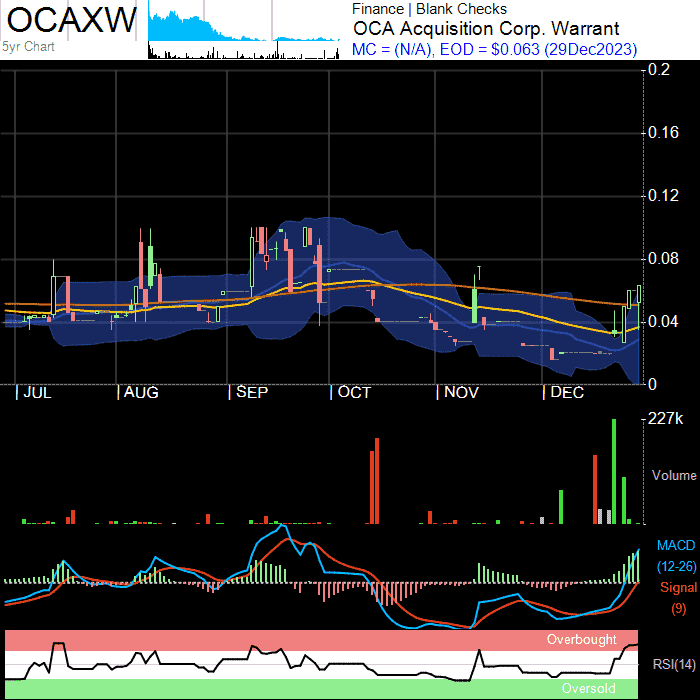 OCAXW
5yr Chart
Finance | Blank Checks
OCA Acquisition Corp. Warrant
MC = (N/A), EOD = $0.063 (29Dec2023)
0.2
0.16
0.12
0.08
0.04
0
JUL
AUG
SEP
OCT
NOV
DEC
227k
Volume
MACD
(12-26)
Signal
(9)
Overbought
RSI(14)
Oversold